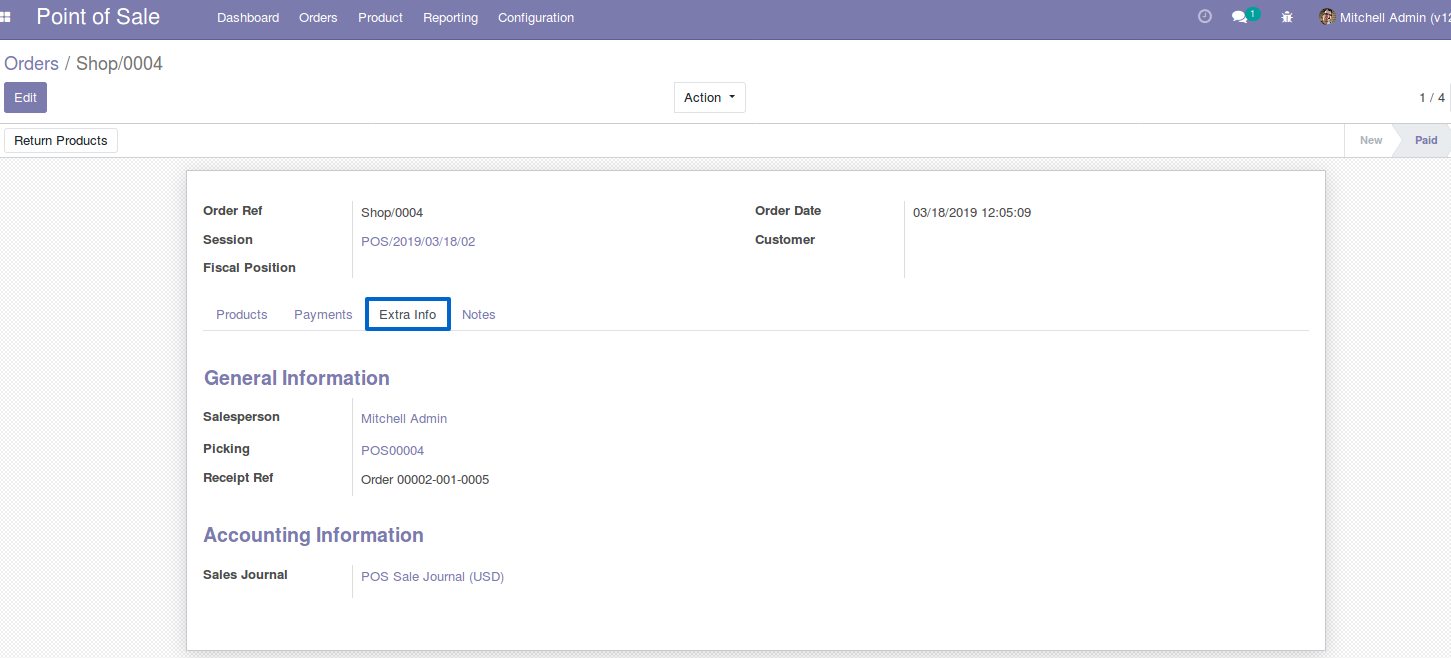 Point of Sale Dashboard Orders Product Reporting Configuration 1 Mitchell Admin (v12
Orders / Shop/0004
Edit Action 1 / 4
Return Products New Paid
Order Ref Shop/0004 Order Date 03/18/2019 12:05:09
Session POS/2019/03/18/02 Customer
Fiscal Position
Products Payments Extra Info Notes
General Information
Salesperson Mitchell Admin
Picking POS00004
Receipt Ref Order 00002-001-0005
Accounting Information
Sales Journal POS Sale Journal (USD)